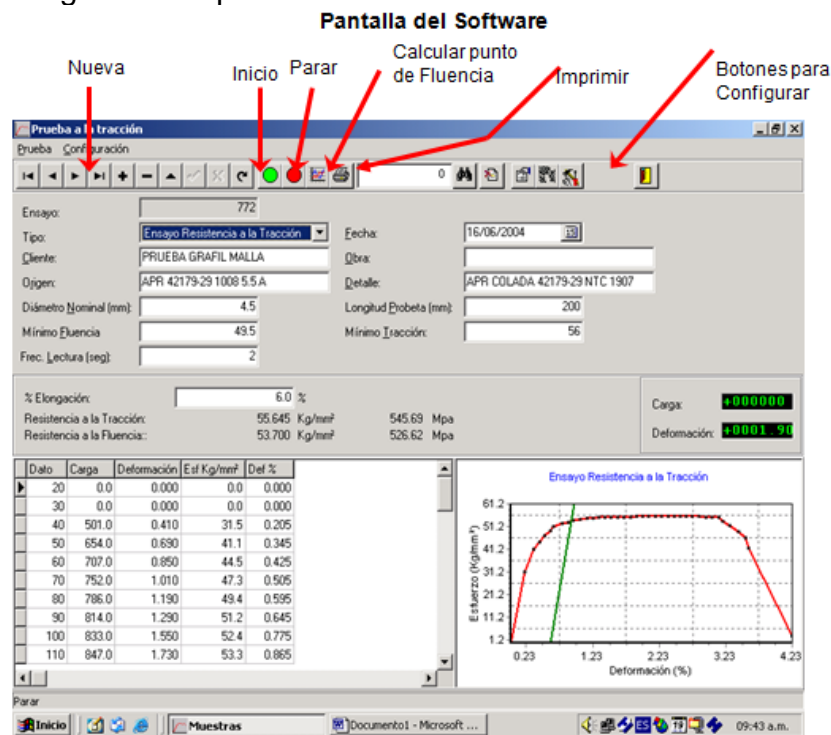 Pantalla del Software
Nueva
Inicio
Parar
Calcular punto
de Fluencia
Imprimir
Botones para
Configurar
Prueba a la tracción
Prueba Configuración
0
Ensayo: 772
Tipo: Ensayo Resistencia a la Tracción Fecha: 16/06/2004
Cliente: PRUEBA GRAFIL MALLA Obra:
Origen: APR 42179-29 1008 5.5 A Detalle: APR COLADA 42179-29 NTC 1907
Diámetro Nominal (mm): 4.5 Longitud Probeta (mm): 200
Mínimo Fluencia 49.5 Mínimo Tracción: 56
Frec. Lectura (seg): 2
% Elongación: 6.0 %
Resistencia a la Tracción: 55.645 Kg/mm² 545.69 Mpa
Resistencia a la Fluencia:: 53.700 Kg/mm² 526.62 Mpa
Carga: +000000
Deformación: +0001.90
Dato Carga Deformación Esf Kg/mm² Def %
20 0.0 0.000 0.0 0.000
30 0.0 0.000 0.0 0.000
40 501.0 0.410 31.5 0.205
50 654.0 0.690 41.1 0.345
60 707.0 0.850 44.5 0.425
70 752.0 1.010 47.3 0.505
80 786.0 1.190 49.4 0.595
90 814.0 1.290 51.2 0.645
100 833.0 1.550 52.4 0.775
110 847.0 1.730 53.3 0.865
Ensayo Resistencia a la Tracción
Esfuerzo (Kg/mm²)
61.2
51.2
41.2
31.2
21.2
11.2
1.2
0.23 1.23 2.23 3.23 4.23
Deformación (%)
Parar
Inicio Muestras Documento1 - Microsoft ... ES 09:43 a.m.